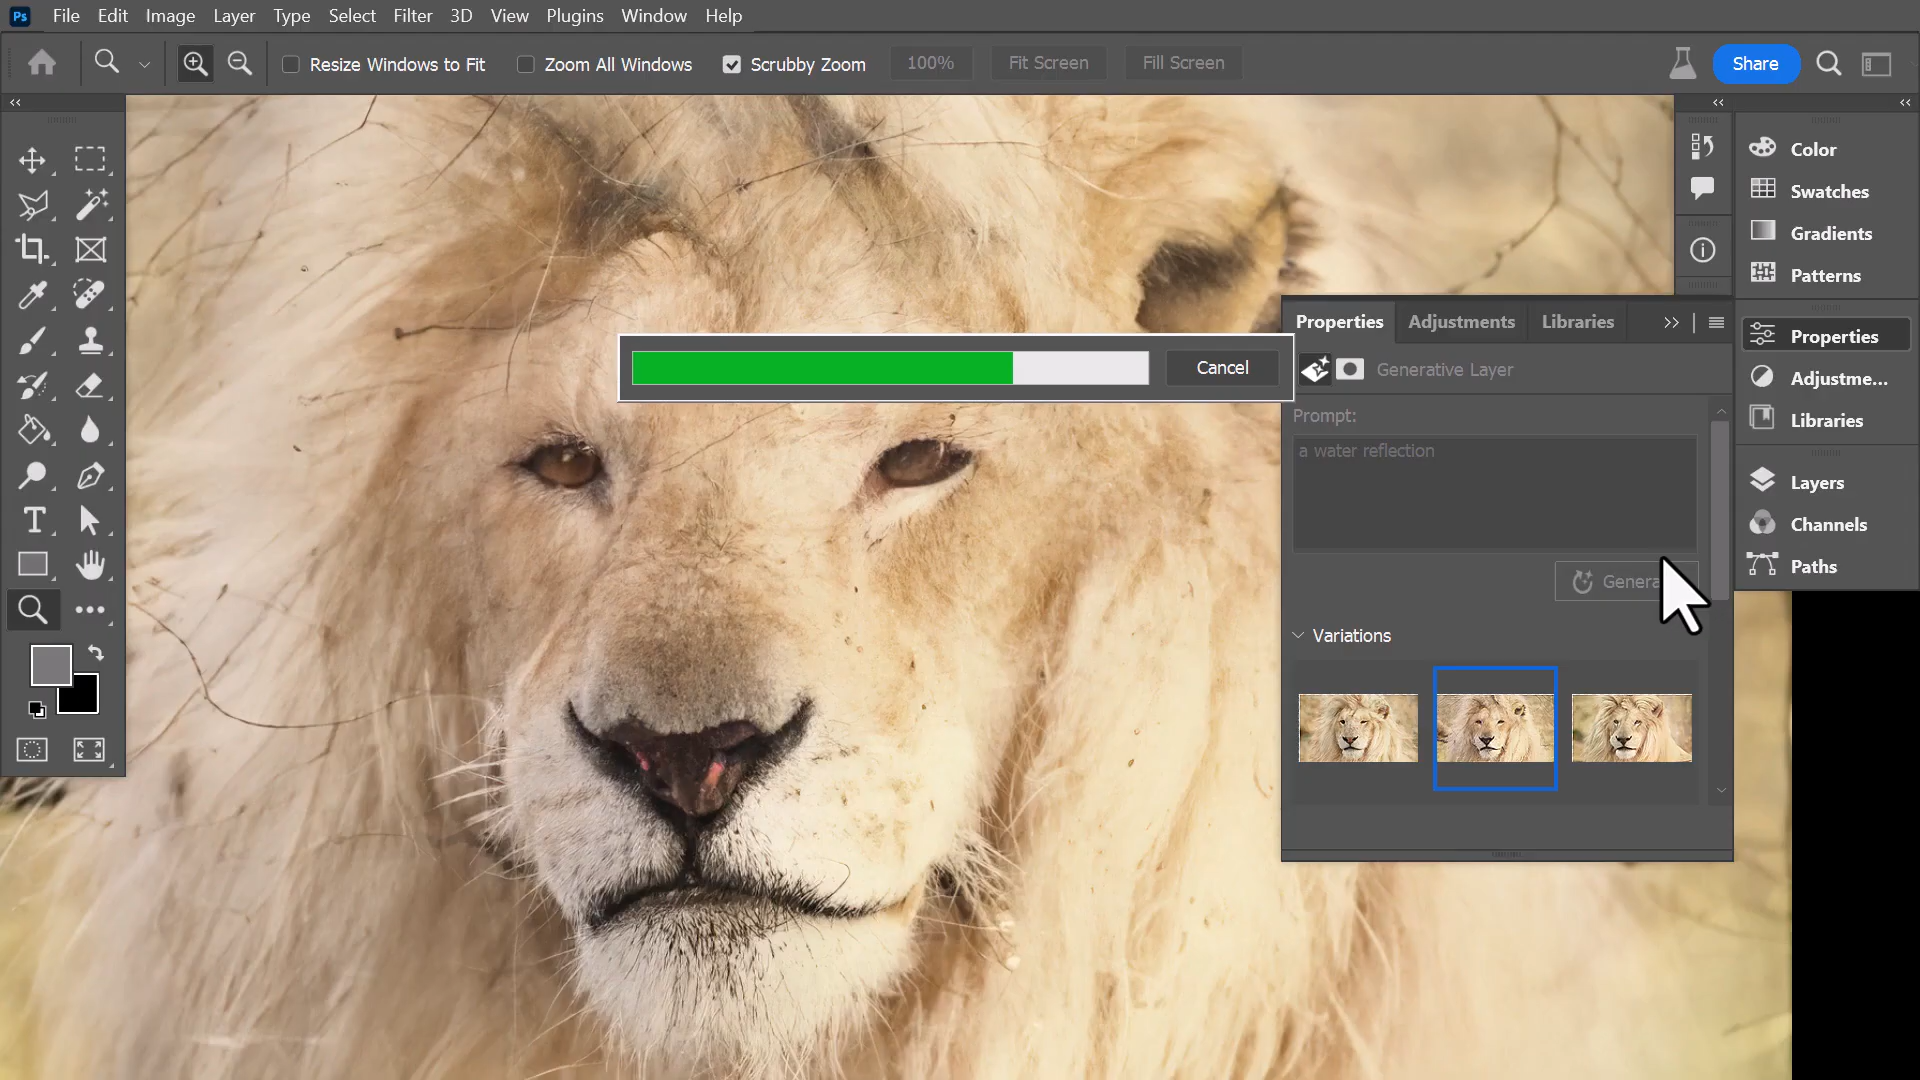 Ps File Edit Image Layer Type Select Filter 3D View Plugins Window Help
Resize Windows to Fit Zoom All Windows Scrubby Zoom 100% Fit Screen Fill Screen Share
Color
Swatches
Gradients
Patterns
Properties Adjustments Libraries
Properties
Cancel
Generative Layer
Adjustme...
Prompt:
Libraries
a water reflection
Layers
Channels
Paths
Variations